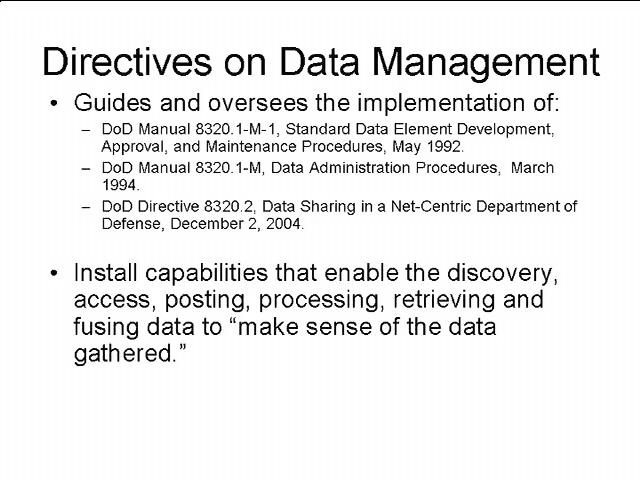 Directives on Data Management
• Guides and oversees the implementation of:
– DoD Manual 8320.1-M-1, Standard Data Element Development,
Approval, and Maintenance Procedures, May 1992.
– DoD Manual 8320.1-M, Data Administration Procedures, March
1994.
– DoD Directive 8320.2, Data Sharing in a Net-Centric Department of
Defense, December 2, 2004.
• Install capabilities that enable the discovery,
access, posting, processing, retrieving and
fusing data to “make sense of the data
gathered.”